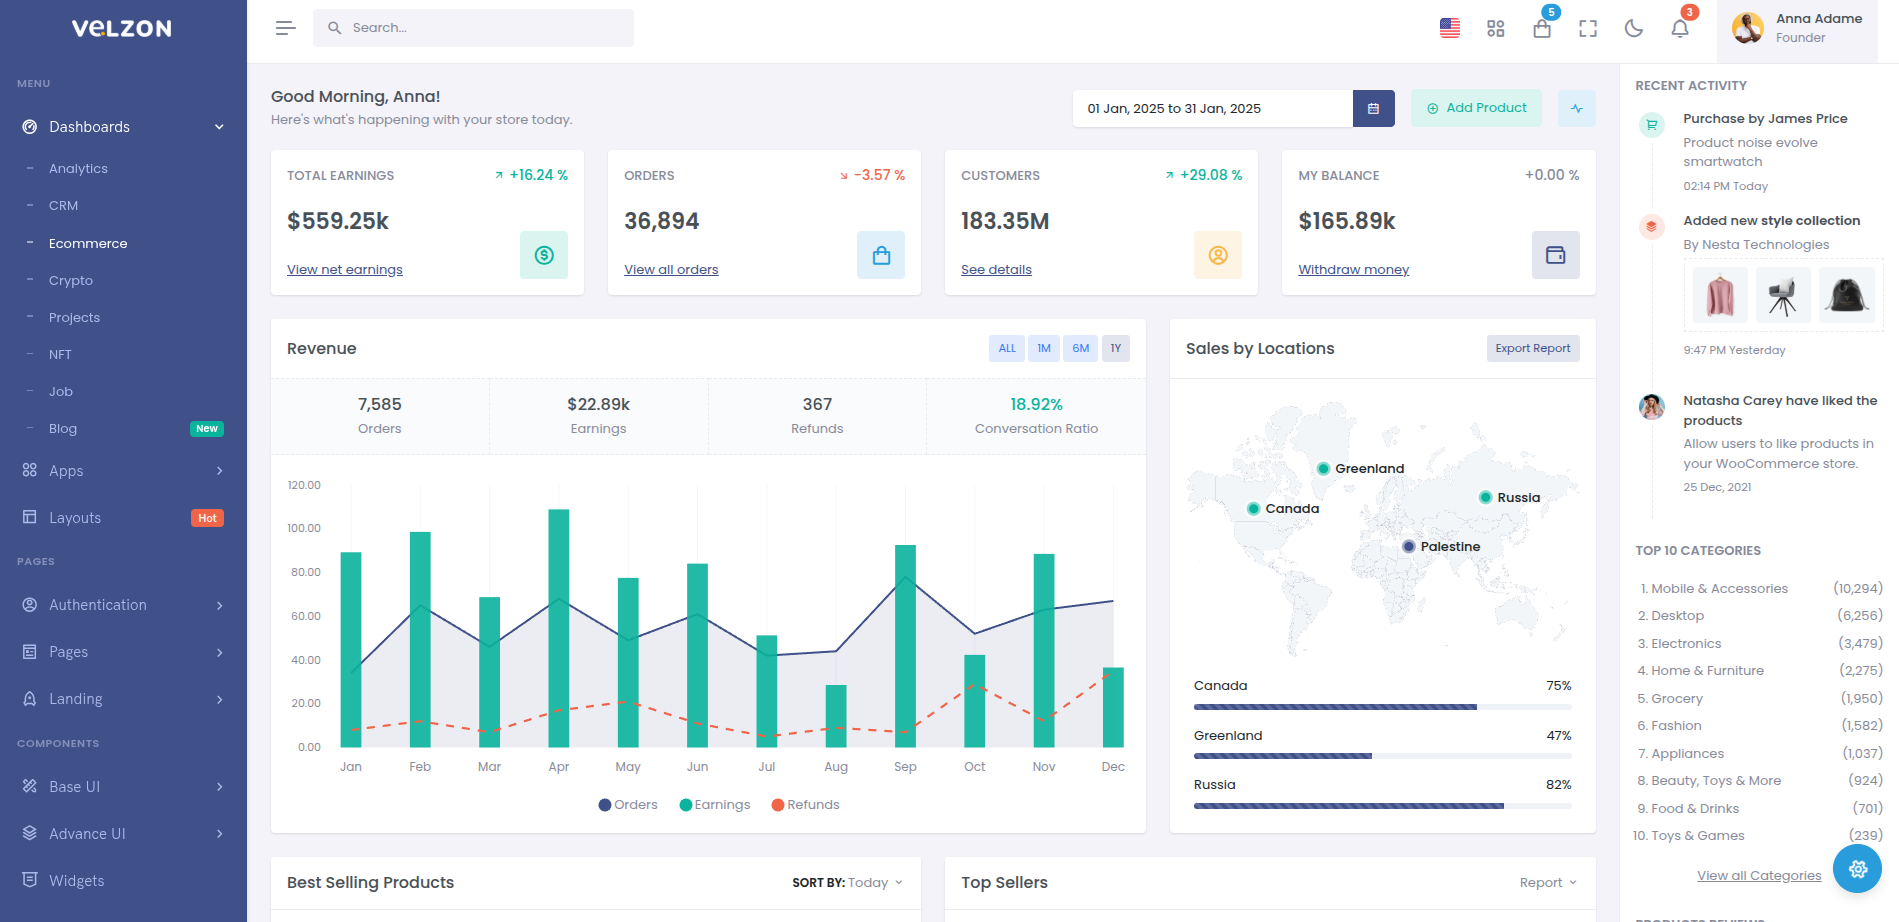 VELZON
MENU
Dashboards
Analytics
CRM
Ecommerce
Crypto
Projects
NFT
Job
Blog New
Apps
Layouts Hot
PAGES
Authentication
Pages
Landing
COMPONENTS
Base UI
Advance UI
Widgets
Search...
5
3
Anna Adame
Founder
Good Morning, Anna!
Here's what's happening with your store today.
01 Jan, 2025 to 31 Jan, 2025
Add Product
TOTAL EARNINGS +16.24 %
$559.25k
View net earnings
ORDERS -3.57 %
36,894
View all orders
CUSTOMERS +29.08 %
183.35M
See details
MY BALANCE +0.00 %
$165.89k
Withdraw money
Revenue
ALL 1M 6M 1Y
7,585
Orders
$22.89k
Earnings
367
Refunds
18.92%
Conversation Ratio
120.00
100.00
80.00
60.00
40.00
20.00
0.00
Jan Feb Mar Apr May Jun Jul Aug Sep Oct Nov Dec
Orders Earnings Refunds
Sales by Locations
Export Report
Greenland
Russia
Canada
Palestine
Canada 75%
Greenland 47%
Russia 82%
Best Selling Products
SORT BY: Today
Top Sellers
Report
RECENT ACTIVITY
Purchase by James Price
Product noise evolve
smartwatch
02:14 PM Today
Added new style collection
By Nesta Technologies
9:47 PM Yesterday
Natasha Carey have liked the
products
Allow users to like products in
your WooCommerce store.
25 Dec, 2021
TOP 10 CATEGORIES
1. Mobile & Accessories (10,294)
2. Desktop (6,256)
3. Electronics (3,479)
4. Home & Furniture (2,275)
5. Grocery (1,950)
6. Fashion (1,582)
7. Appliances (1,037)
8. Beauty, Toys & More (924)
9. Food & Drinks (701)
10. Toys & Games (239)
View all Categories
PRODUCTS REVIEWS